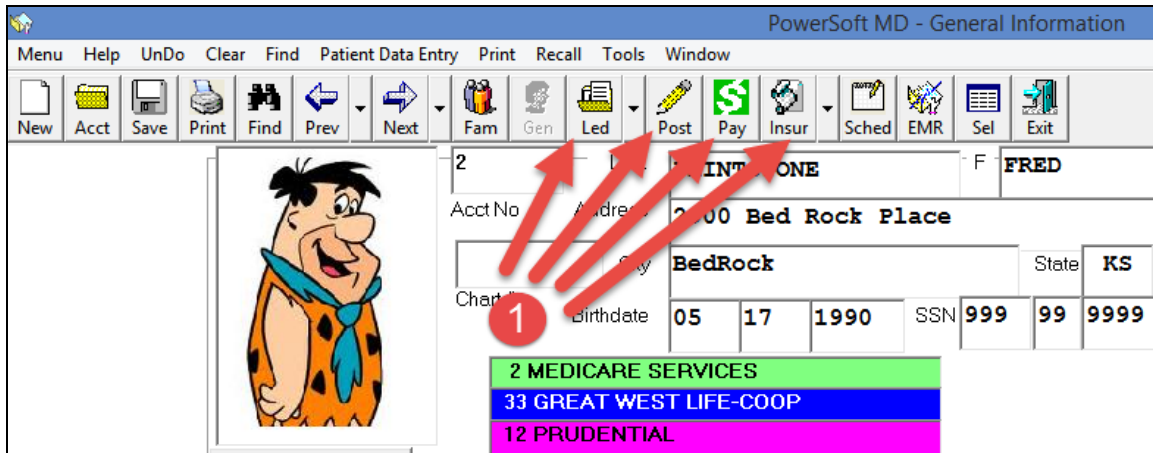 PowerSoft MD - General Information
Menu Help UnDo Clear Find Patient Data Entry Print Recall Tools Window
New Acct Save Print Find Prev Next Fam Gen Led Post Pay Insur Sched EMR Sel Exit
2 F FRED
Acct No 00 Bed Rock Place
City BedRock State KS
1 Birthdate 05 17 1990 SSN 999 99 9999
2 MEDICARE SERVICES
33 GREAT WEST LIFE-COOP
12 PRUDENTIAL